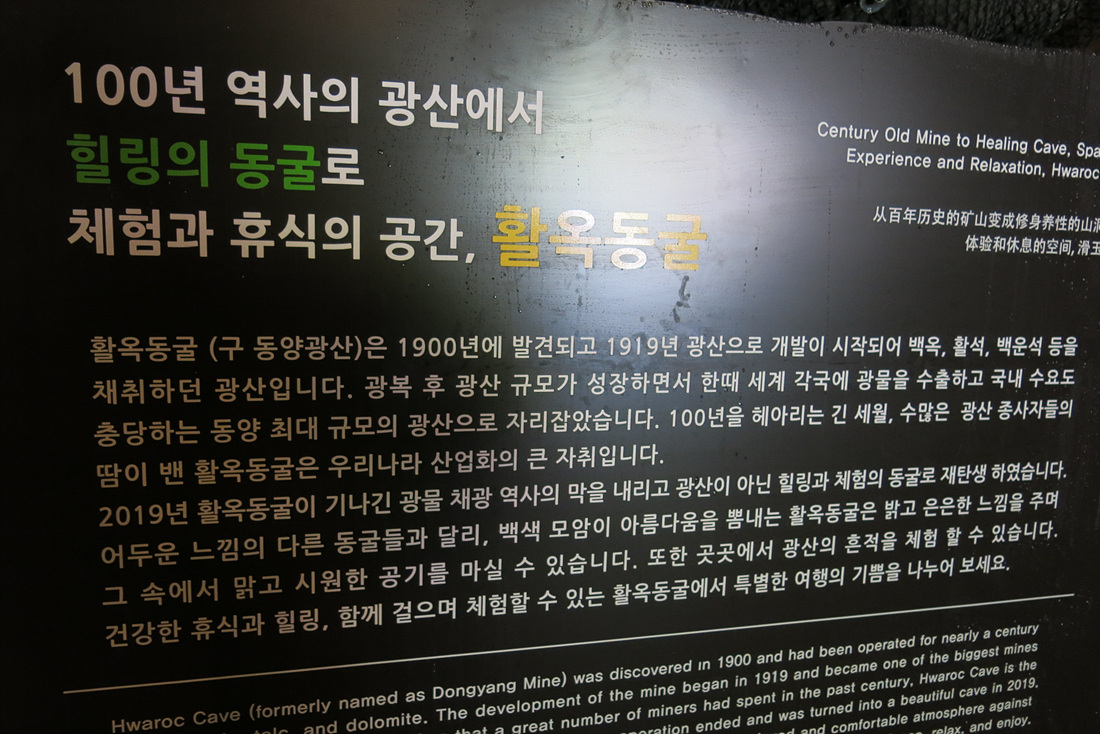 100년 역사의 광산에서
힐링의 동굴로
체험과 휴식의 공간, 활옥동굴
Century Old Mine to Healing Cave,
Experience and Relaxation,
从百年历史的矿山变成修身养性的山洞
体验和休息的空间,滑玉
활옥동굴 (구 동양광산)은 1900년에 발견되고 1919년 광산으로 개발이 시작되어 백옥, 활석, 백운석 등을
채취하던 광산입니다. 광복 후 광산 규모가 성장하면서 한때 세계 각국에 광물을 수출하고 국내 수요도
충당하는 동양 최대 규모의 광산으로 자리잡았습니다. 100년을 헤아리는 긴 세월, 수많은 광산 종사자들의
땀이 밴 활옥동굴은 우리나라 산업화의 큰 자취입니다.
2019년 활옥동굴이 기나긴 광물 채광 역사의 막을 내리고 광산이 아닌 힐링과 체험의 동굴로 재탄생 하였습니다.
어두운 느낌의 다른 동굴들과 달리, 백색 모암이 아름다움을 뽐내는 활옥동굴은 밝고 은은한 느낌을 주며
그 속에서 맑고 시원한 공기를 마실 수 있습니다. 또한 곳곳에서 광산의 흔적을 체험 할 수 있습니다.
건강한 휴식과 힐링, 함께 걸으며 체험할 수 있는 활옥동굴에서 특별한 여행의 기쁨을 나누어 보세요.
Hwaroc Cave (formerly named as Dongyang Mine) was discovered in 1900 and had been operated for nearly a century
talc, and dolomite. The development of the mine began in 1919 and became one of the biggest mines
that a great number of miners had spent in the past century, Hwaroc Cave is the
operation ended and was turned into a beautiful cave in 2019.
and comfortable atmosphere against
relax, and enjoy.